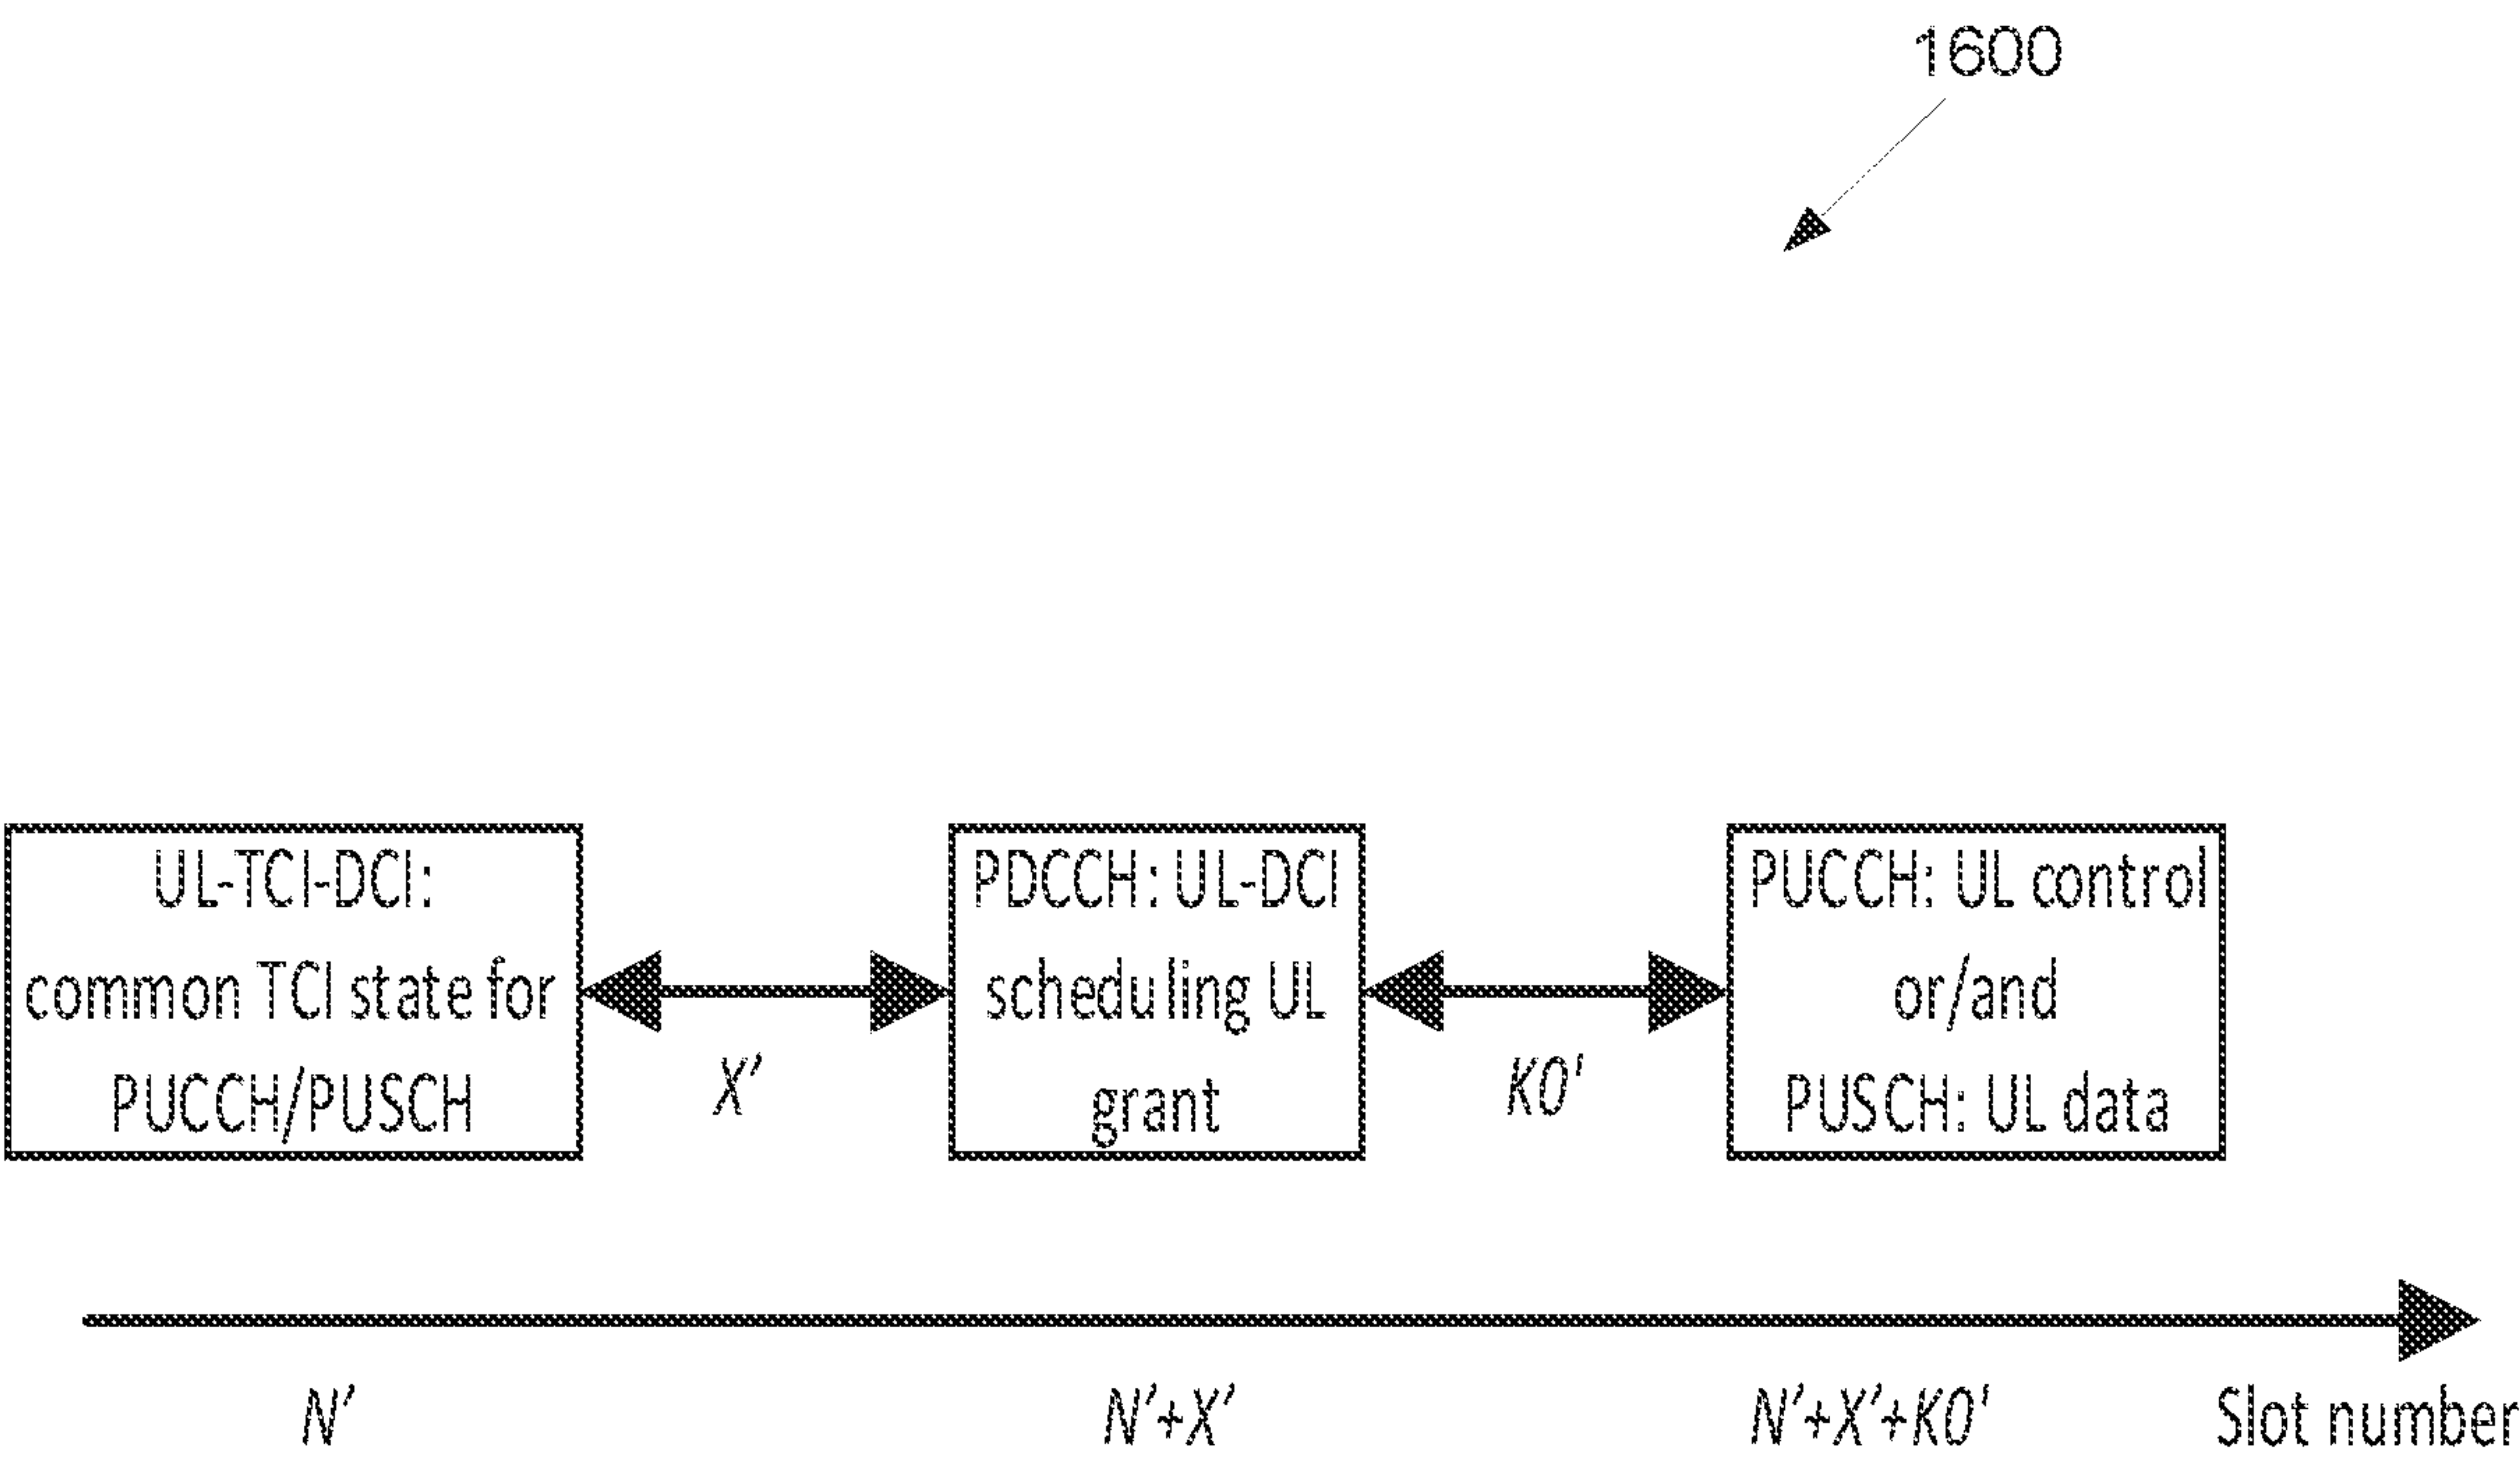 1600
UL-TCI-DCI:
common TCI state for
PUCCH/PUSCH
X'
PDCCH: UL-DCI
scheduling UL
grant
K0'
PUCCH: UL control
or/and
PUSCH: UL data
N'
N'+X'
N'+X'+K0'
Slot number